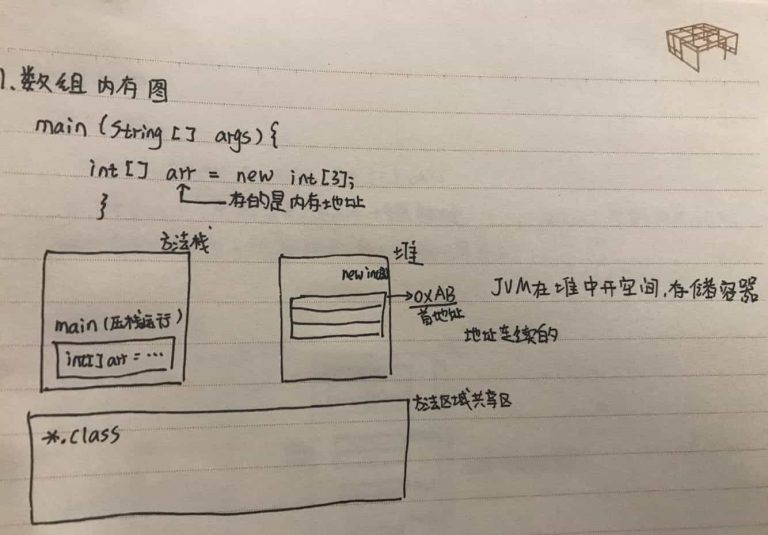 1、数组内存图
main (String [] args) {
int [] arr = new int [3];
存的是内存地址
}
方法栈
堆
new int[3]
main (压栈运行)
int[] arr = ...
0xAB
首地址
JVM在堆中开空间,存储容器
地址连续的
方法区域共享区
*.class